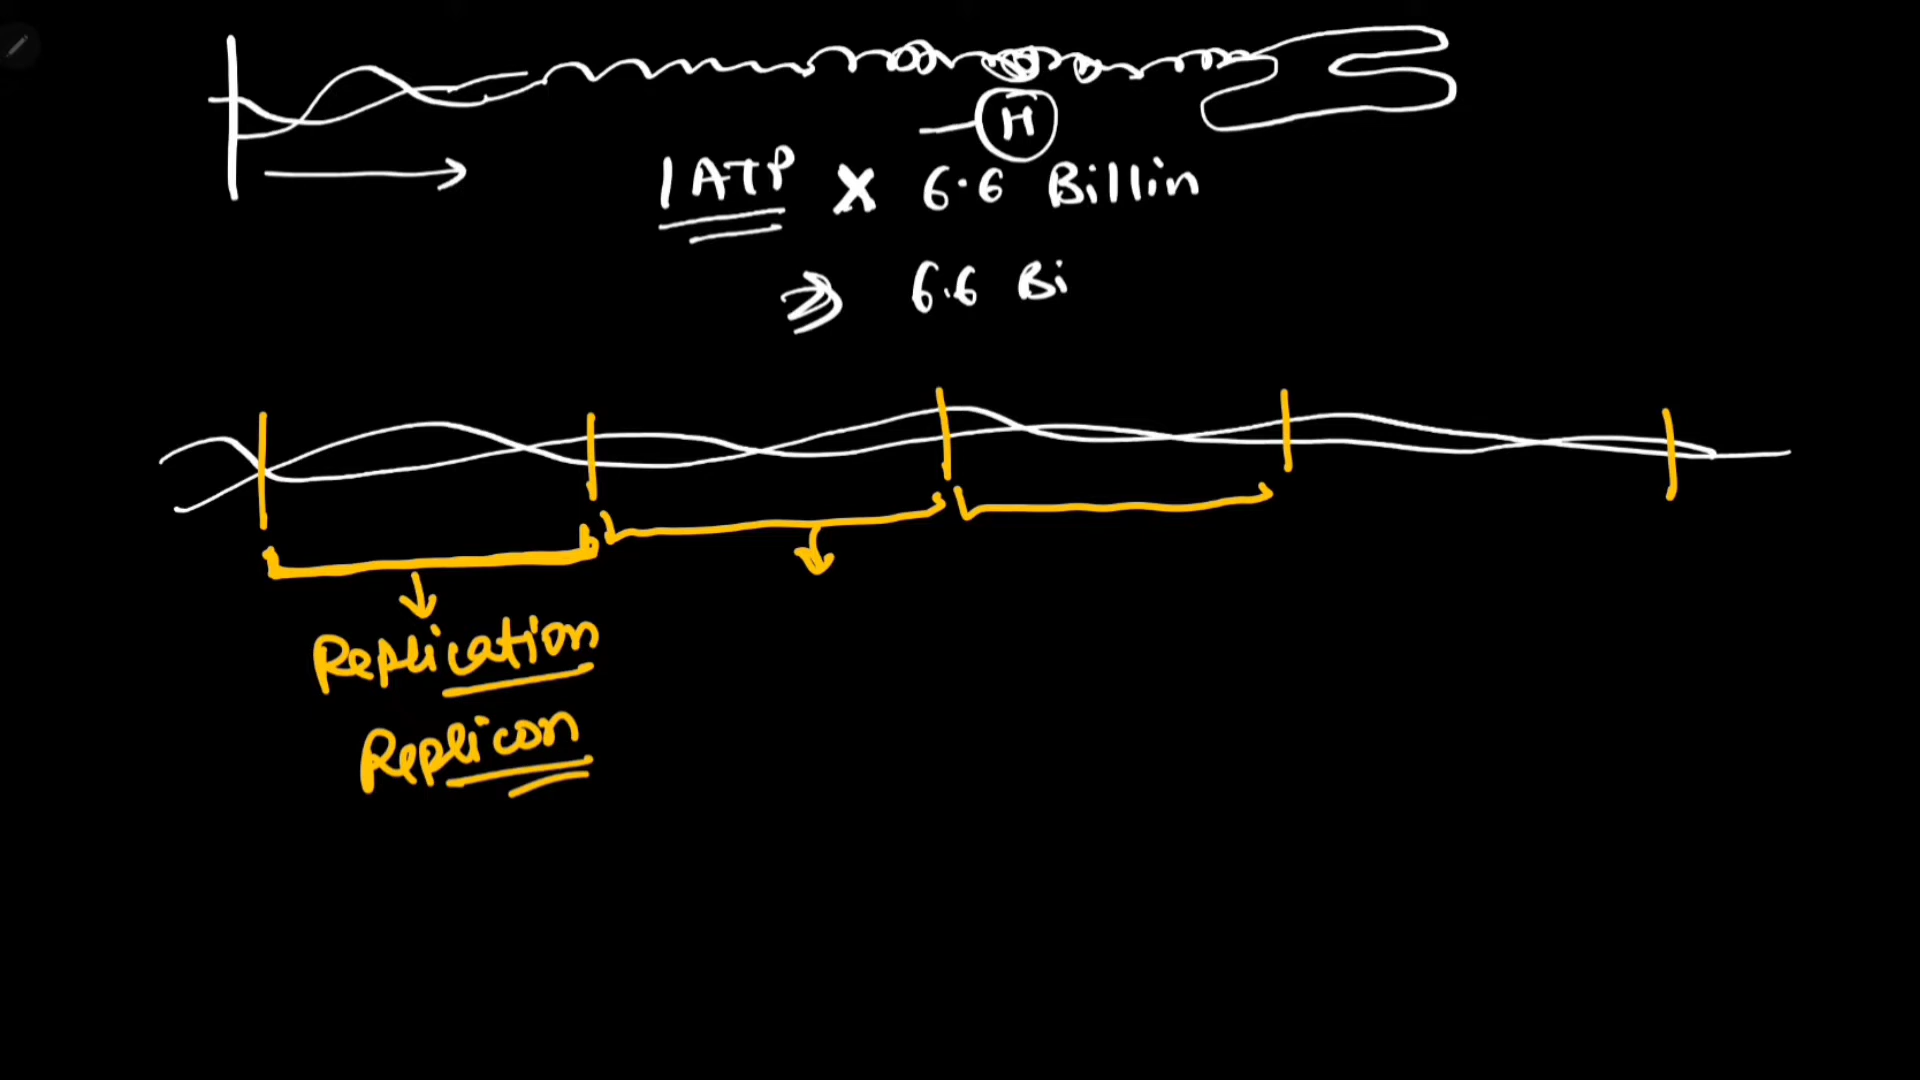 H
1 ATP X 6.6 Billin
⇒ 6.6 Bi
Replication
Replicon